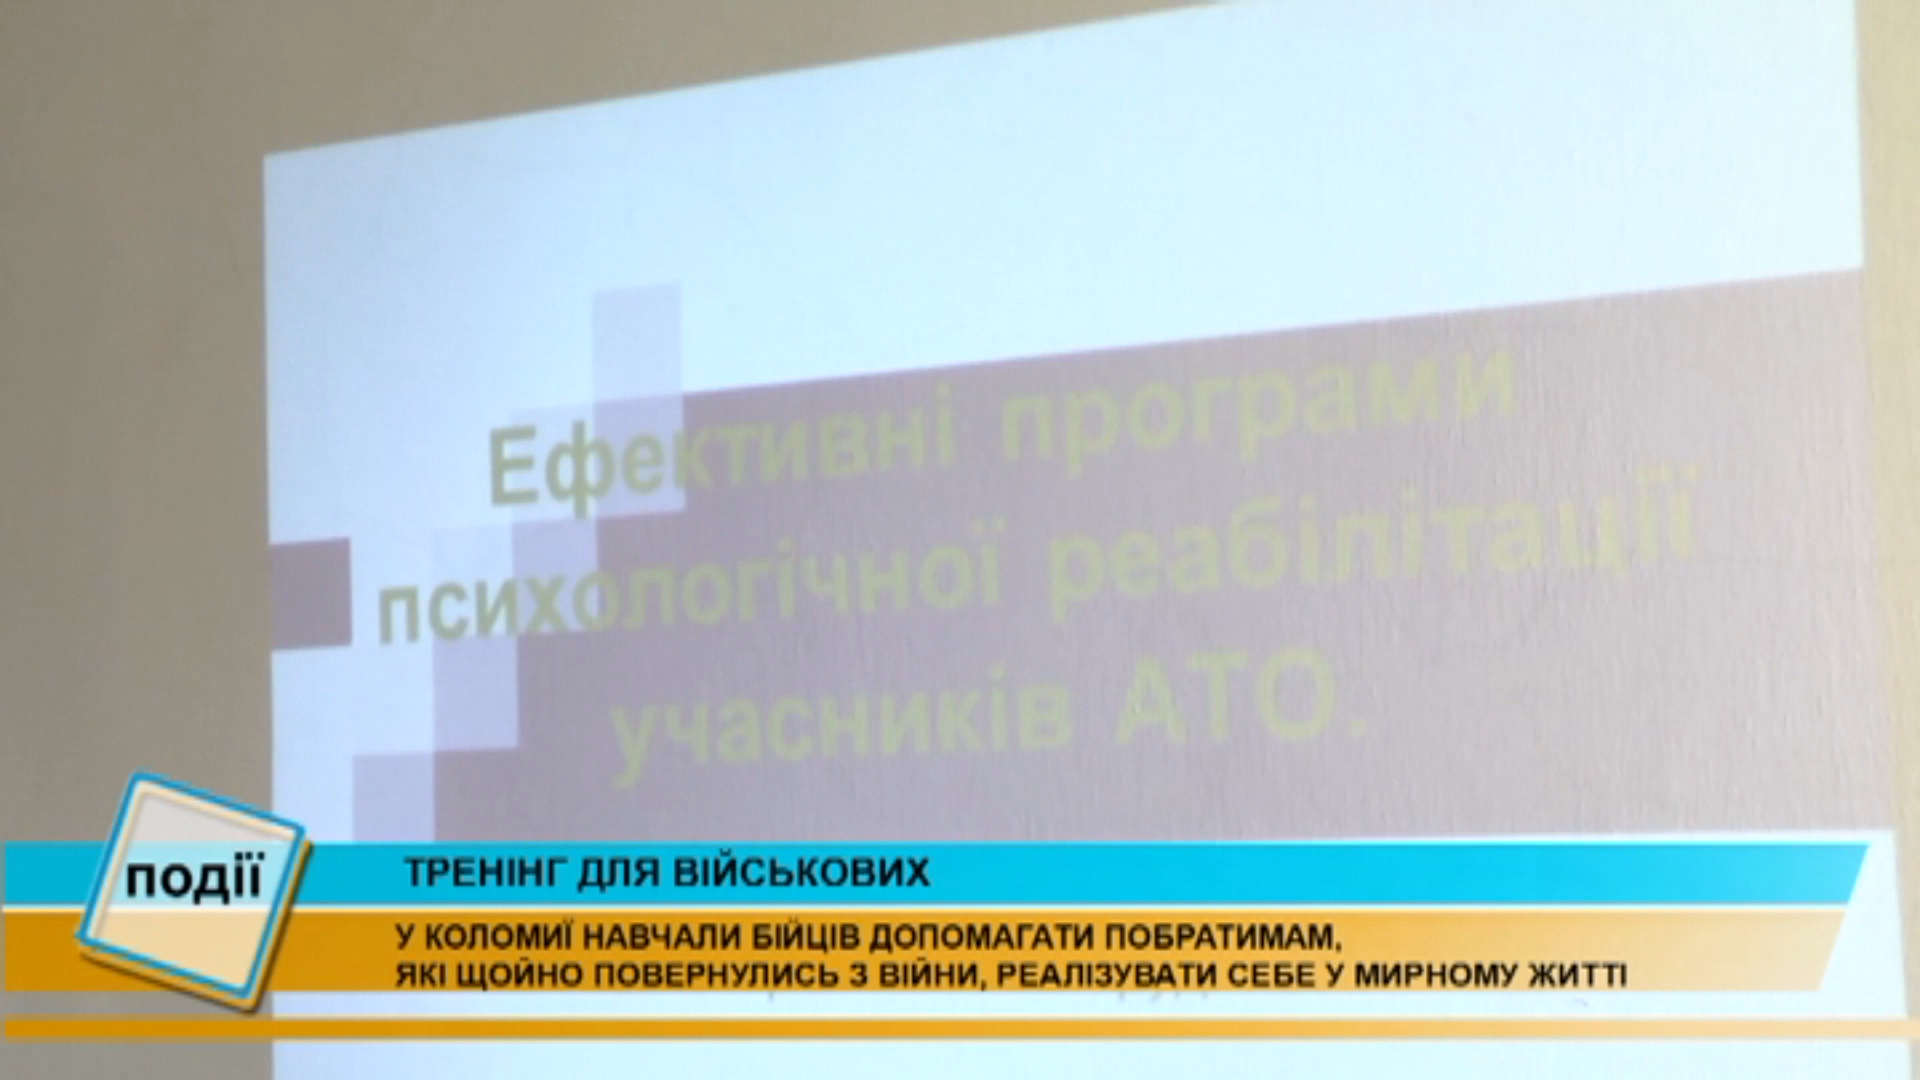 Ефективні програми
психологічної реабілітації
учасників АТО.
події
ТРЕНІНГ ДЛЯ ВІЙСЬКОВИХ
У КОЛОМИЇ НАВЧАЛИ БІЙЦІВ ДОПОМАГАТИ ПОБРАТИМАМ,
ЯКІ ЩОЙНО ПОВЕРНУЛИСЬ З ВІЙНИ, РЕАЛІЗУВАТИ СЕБЕ У МИРНОМУ ЖИТТІ